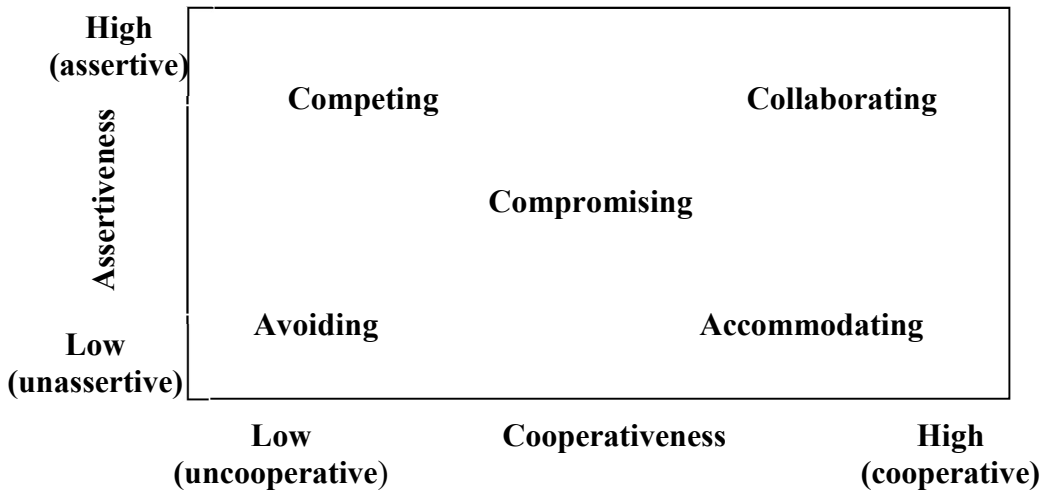 High
(assertive)
Competing
Collaborating
Assertiveness
Compromising
Avoiding
Accommodating
Low
(unassertive)
Low
(uncooperative)
Cooperativeness
High
(cooperative)